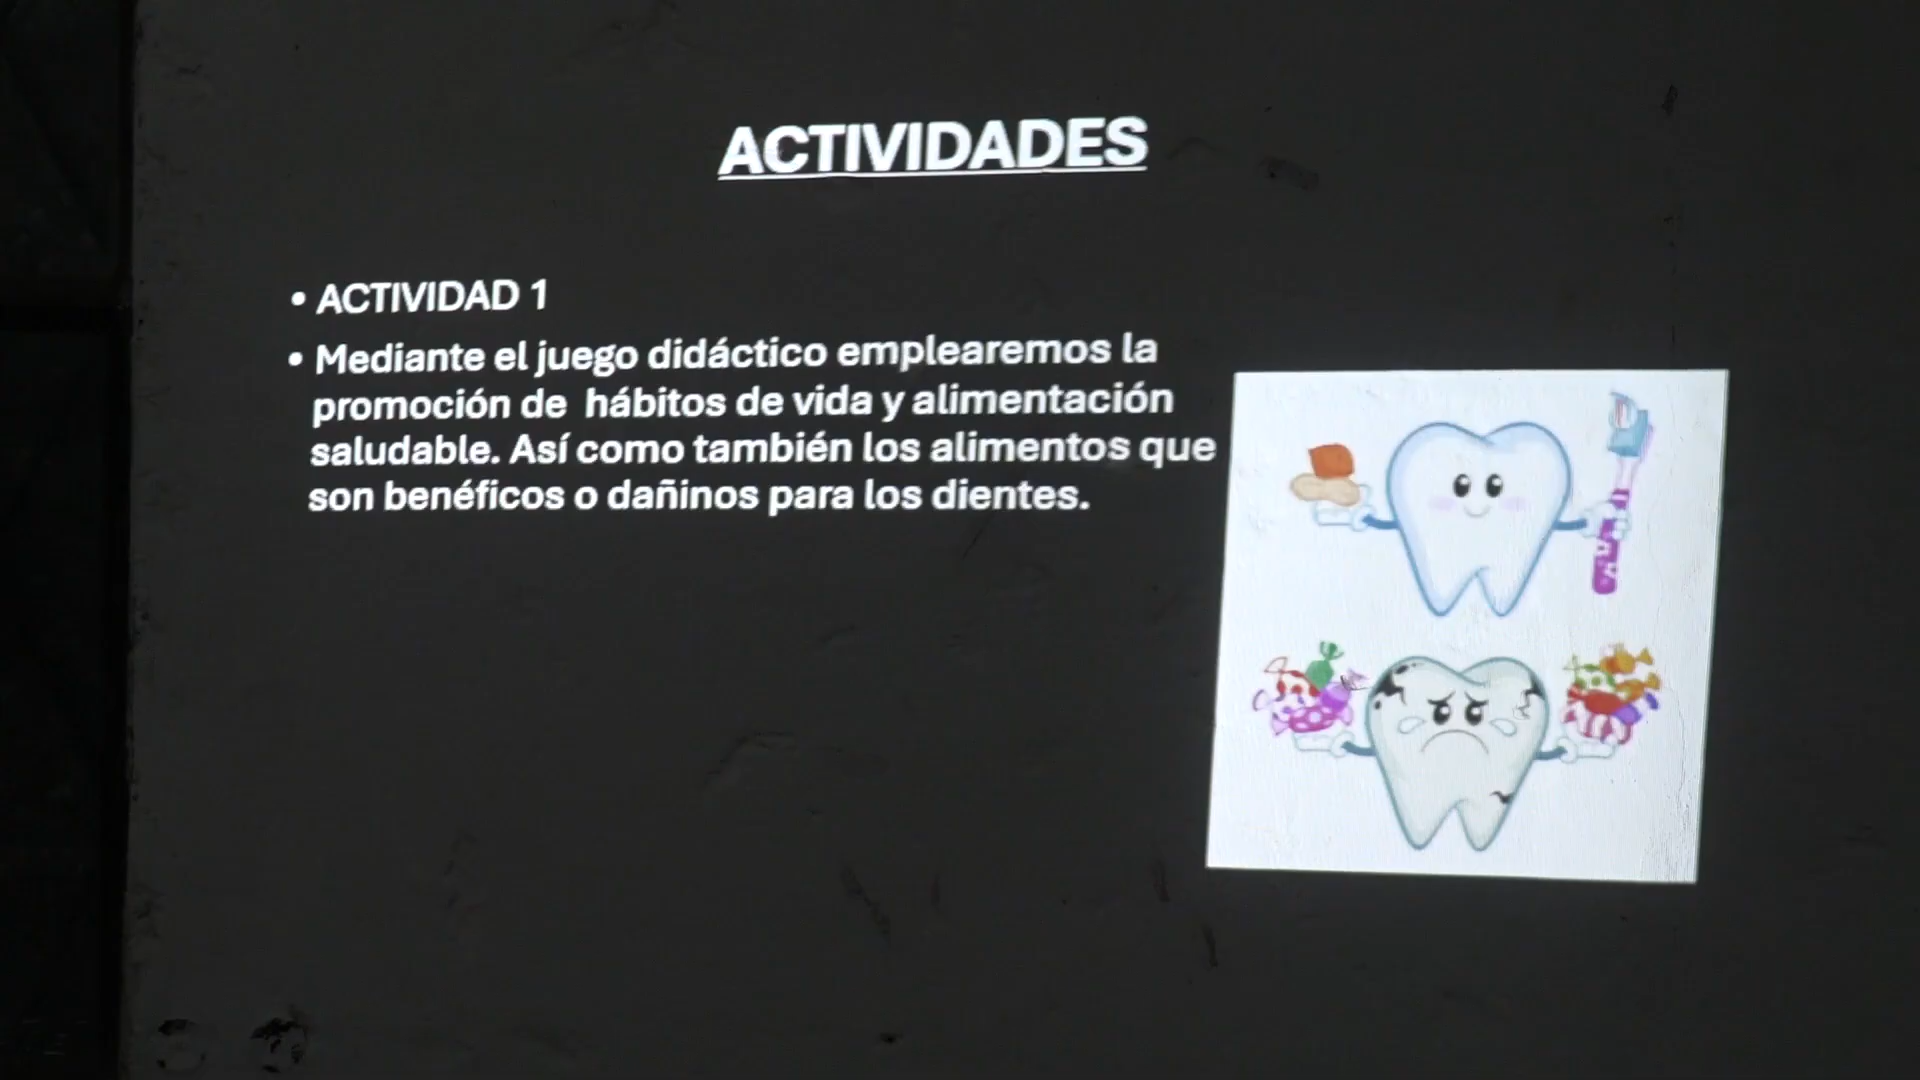 ACTIVIDADES
• ACTIVIDAD 1
• Mediante el juego didáctico emplearemos la
promoción de hábitos de vida y alimentación
saludable. Así como también los alimentos que
son benéficos o dañinos para los dientes.